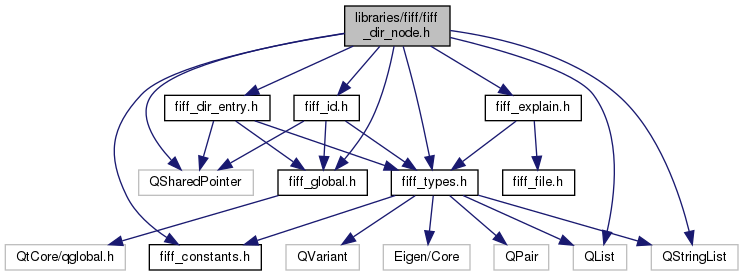 libraries/fiff/fiff
_dir_node.h
fiff_dir_entry.h
fiff_id.h
fiff_explain.h
QSharedPointer
fiff_global.h
fiff_types.h
fiff_file.h
QtCore/qglobal.h
fiff_constants.h
QVariant
Eigen/Core
QPair
QList
QStringList